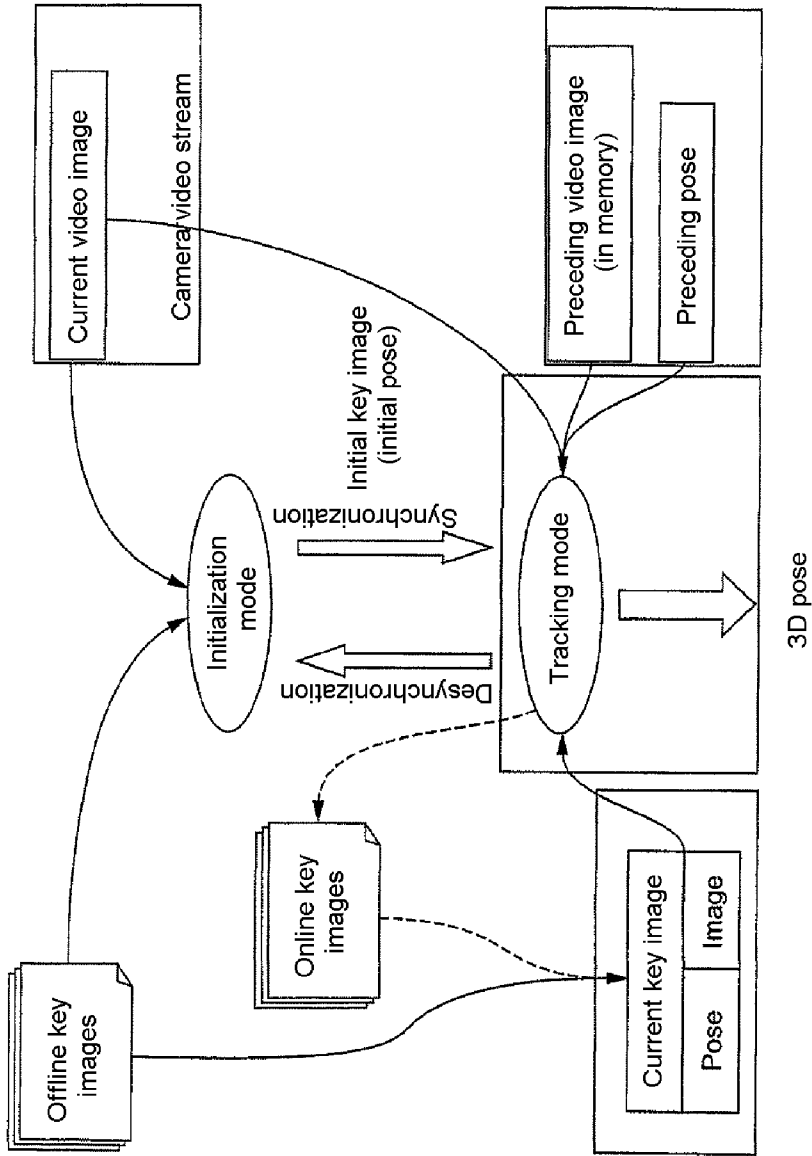 Offline key
images
Current video image
Camera/video stream
Initialization
mode
Online key
images
Desynchronization
Synchronization
Initial key image
(initial pose)
Current key image
Pose
Image
Tracking mode
Preceding video image
(in memory)
Preceding pose
3D pose